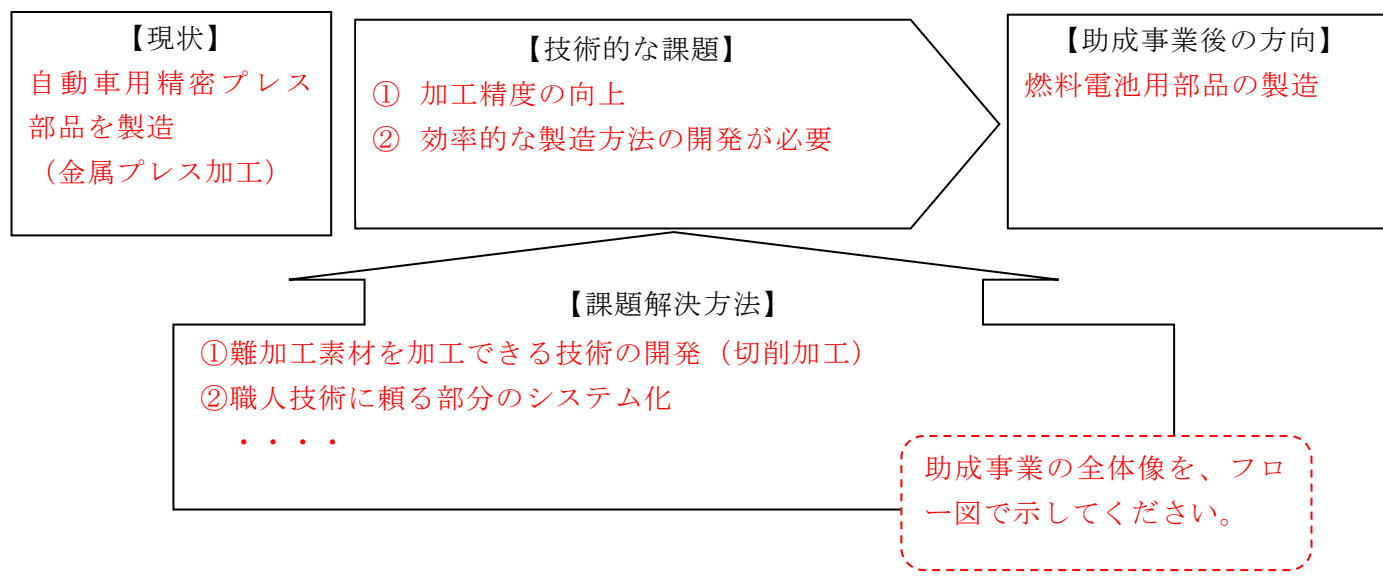 【現状】
自動車用精密プレス
部品を製造
（金属プレス加工）
【技術的な課題】
① 加工精度の向上
② 効率的な製造方法の開発が必要
【助成事業後の方向】
燃料電池用部品の製造
【課題解決方法】
①難加工素材を加工できる技術の開発（切削加工）
②職人技術に頼る部分のシステム化
・・・・
助成事業の全体像を、フロ
ー図で示してください。